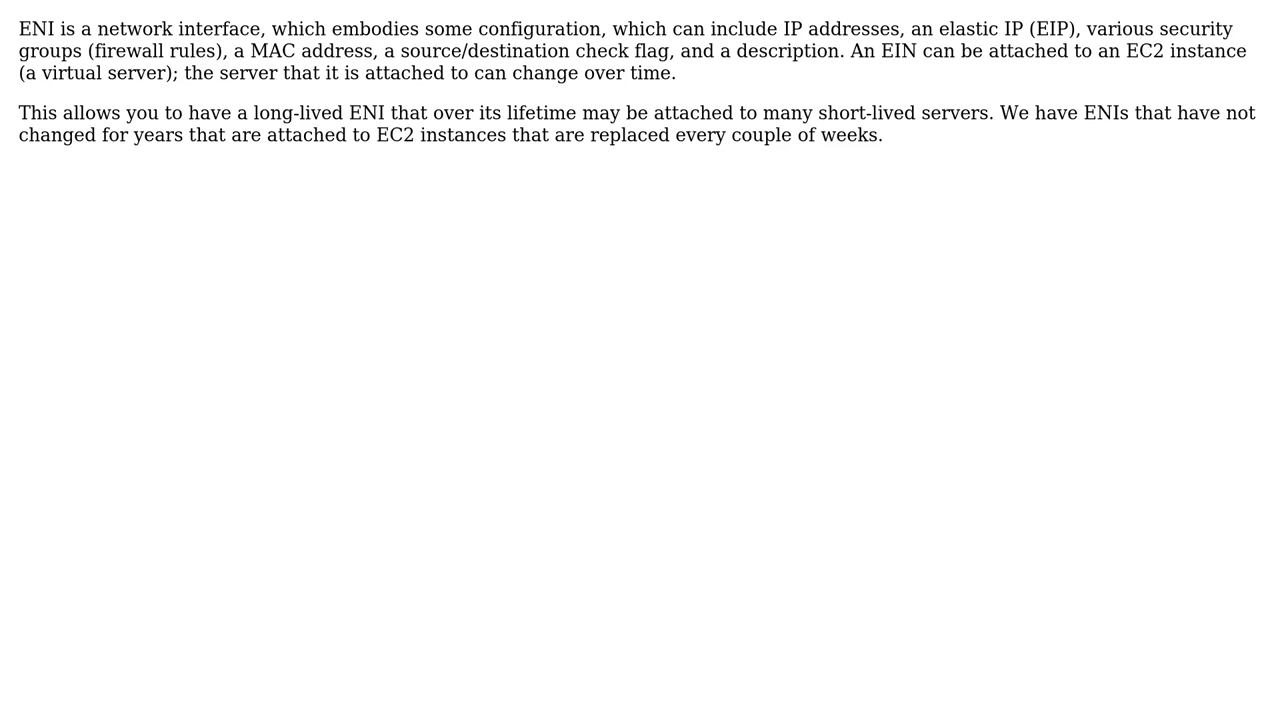 ENI is a network interface, which embodies some configuration, which can include IP addresses, an elastic IP (EIP), various security
groups (firewall rules), a MAC address, a source/destination check flag, and a description. An EIN can be attached to an EC2 instance
(a virtual server); the server that it is attached to can change over time.
This allows you to have a long-lived ENI that over its lifetime may be attached to many short-lived servers. We have ENIs that have not
changed for years that are attached to EC2 instances that are replaced every couple of weeks.